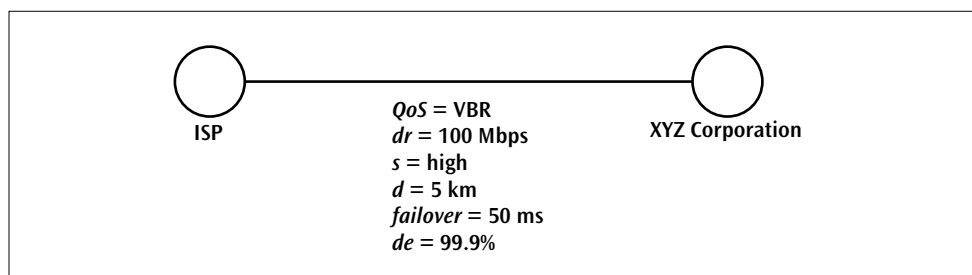 ISP
XYZ Corporation
QoS = VBR
dr = 100 Mbps
s = high
d = 5 km
failover = 50 ms
de = 99.9%